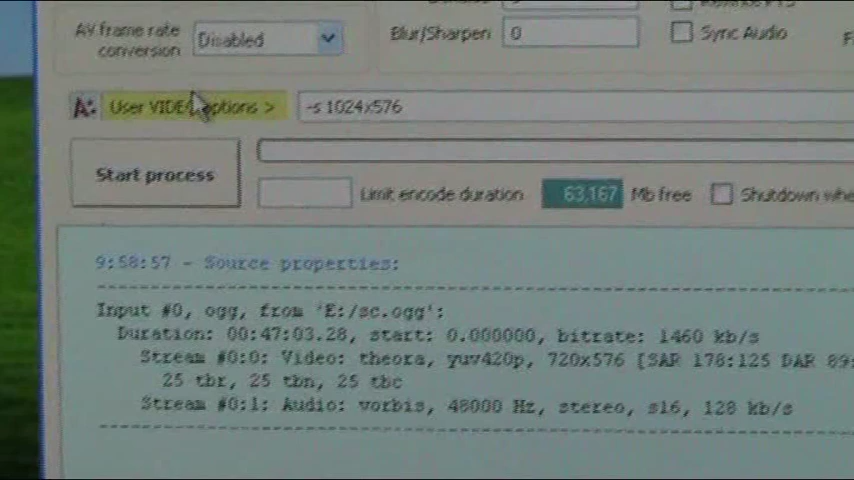 AV frame rate
conversion
Disabled
Blur/Sharpen
0
Sync Audio
A:
User VIDEO options >
-s 1024x576
Start process
Limit encode duration
63,167
Mb free
Shutdown
9:58:57 - Source properties:
Input #0, ogg, from 'E:/sc.ogg':
Duration: 00:47:03.28, start: 0.000000, bitrate: 1460 kb/s
Stream #0:0: Video: theora, yuv420p, 720x576 [SAR 178:125 DAR 89:
25 tbr, 25 tbn, 25 tbc
Stream #0:1: Audio: vorbis, 48000 Hz, stereo, s16, 128 kb/s